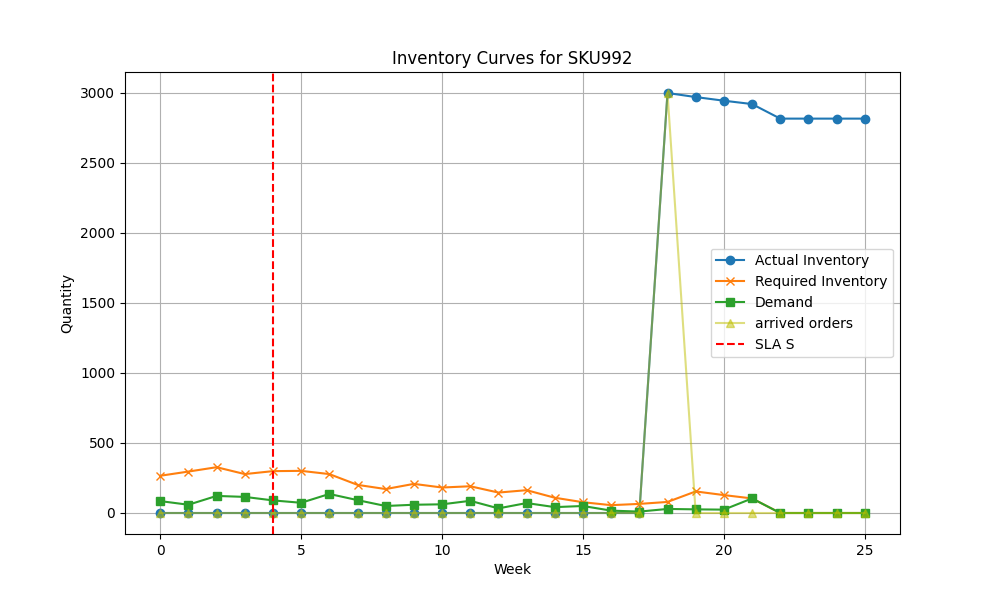 Inventory Curves for SKU992
Quantity
3000
2500
2000
1500
1000
500
0
Actual Inventory
Required Inventory
Demand
arrived orders
SLA S
0 5 10 15 20 25
Week